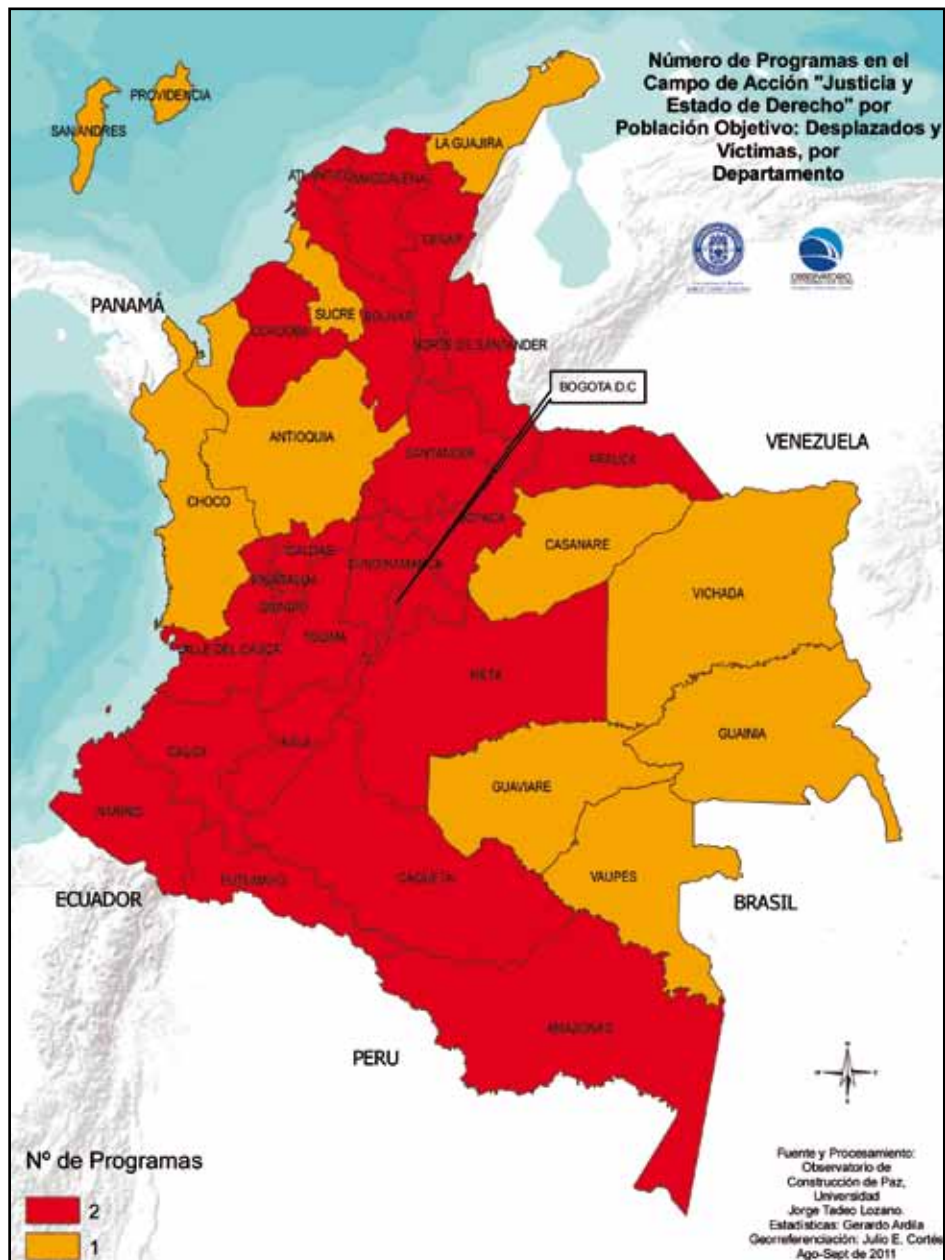 Número de Programas en el
Campo de Acción "Justicia y
Estado de Derecho" por
Población Objetivo: Desplazados y
Víctimas, por
Departamento
PROVIDENCIA
SAN ANDRES
LA GUAJIRA
ATLANTICO
MAGDALENA
CESAR
OBSERVATORIO
PANAMÁ
SUCRE
BOLIVAR
CORDOBA
NORTE DE SANTANDER
BOGOTA D.C
VENEZUELA
ANTIOQUIA
SANTANDER
ARAUCA
CHOCO
BOYACA
CASANARE
CALDAS
CUNDINAMARCA
RISARALDA
VICHADA
QUINDIO
TOLIMA
VALLE DEL CAUCA
META
GUAINIA
HUILA
CAUCA
GUAVIARE
NARIÑO
CAQUETA
PUTUMAYO
VAUPÉS
ECUADOR
BRASIL
AMAZONAS
PERU
Nº de Programas
2
1
Fuente y Procesamiento:
Observatorio de
Construcción de Paz,
Universidad
Jorge Tadeo Lozano.
Estadísticas: Gerardo Ardila
Georreferenciación: Julio E. Cortés
Ago-Sept de 2011